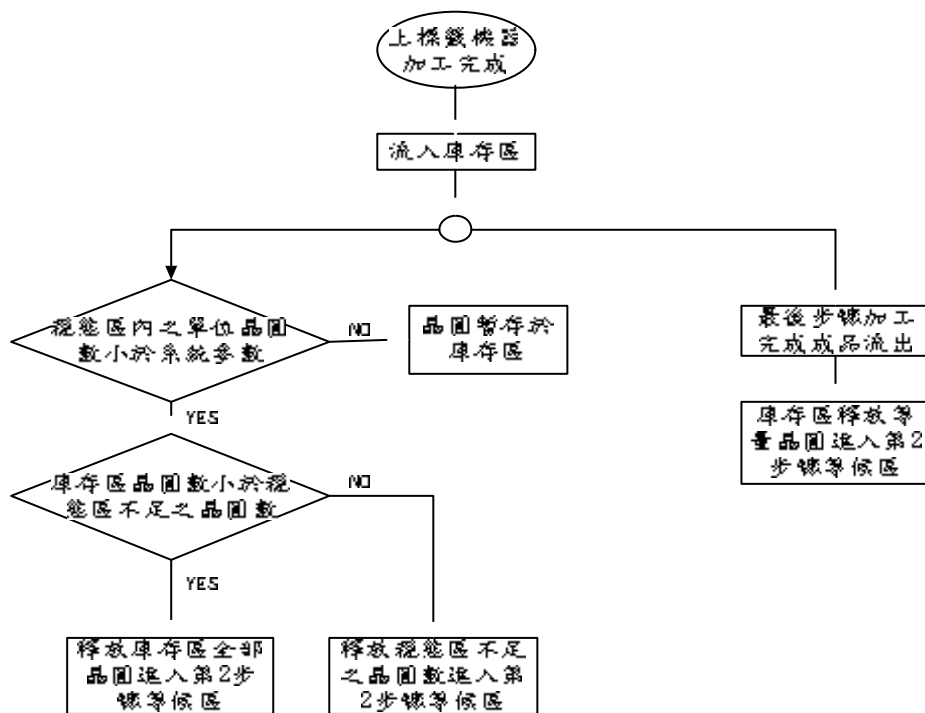 上標籤機器
加工完成
流入庫存區
穩態區內之單位晶圓
數小於系統參數
NO
晶圓暫存於
庫存區
最後步驟加工
完成成品流出
YES
庫存區釋放等
量晶圓進入第2
步驟等候區
庫存區晶圓數小於穩
態區不足之晶圓數
NO
YES
釋放庫存區全部
晶圓進入第2步
驟等候區
釋放穩態區不足
之晶圓數進入第
2步驟等候區